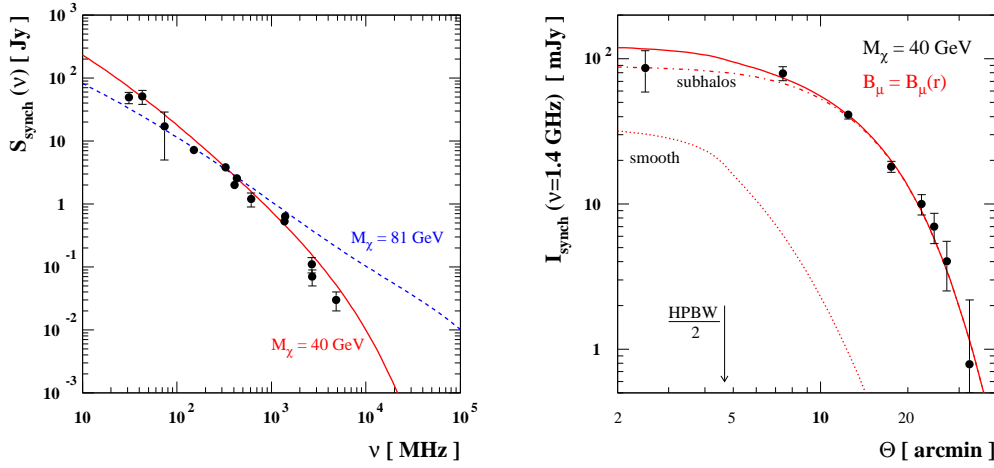 S_synch (ν) [ Jy]
10^3
10^2
10
1
10^-1
10^-2
10^-3
M_χ = 81 GeV
M_χ = 40 GeV
10
10^2
10^3
10^4
10^5
ν [ MHz]
I_synch (ν=1.4 GHz) [ mJy]
10^2
10
1
M_χ = 40 GeV
B_μ = B_μ(r)
subhalos
smooth
HPBW
2
2
5
10
20
Θ [ arcmin]